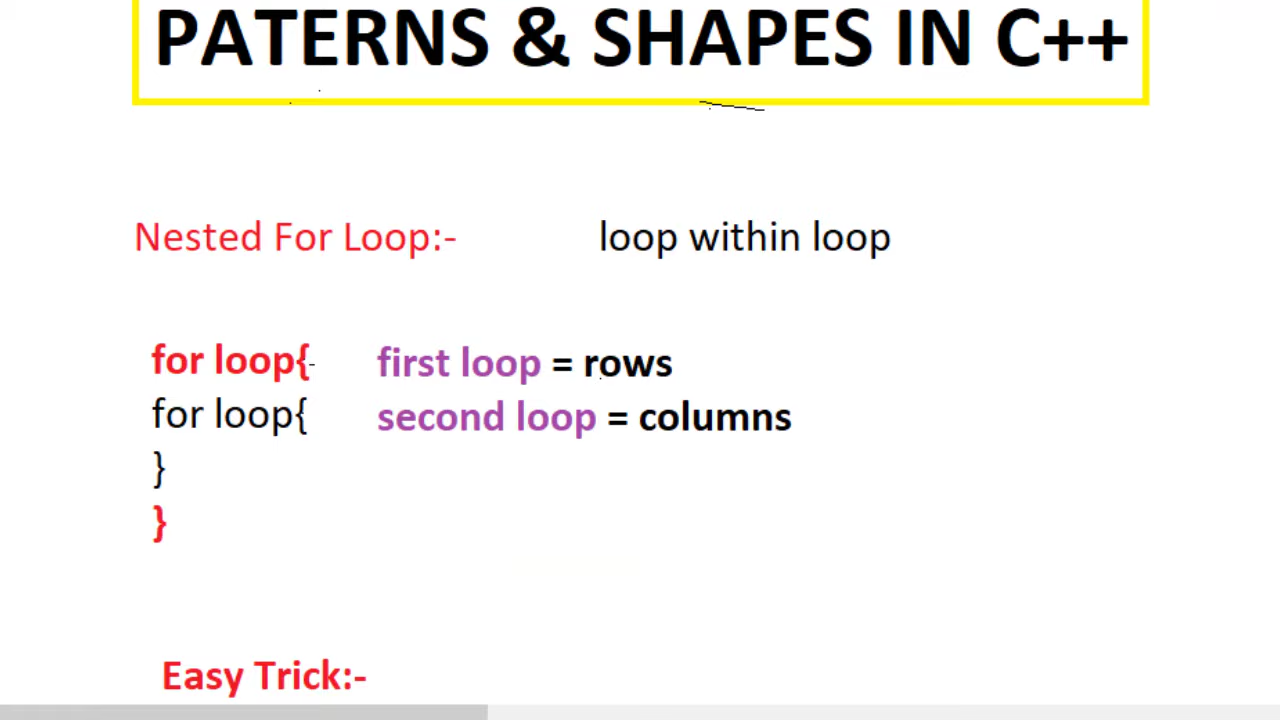 PATERNS & SHAPES IN C++
Nested For Loop:- loop within loop
for loop{ first loop = rows
for loop{ second loop = columns
}
}
Easy Trick:-